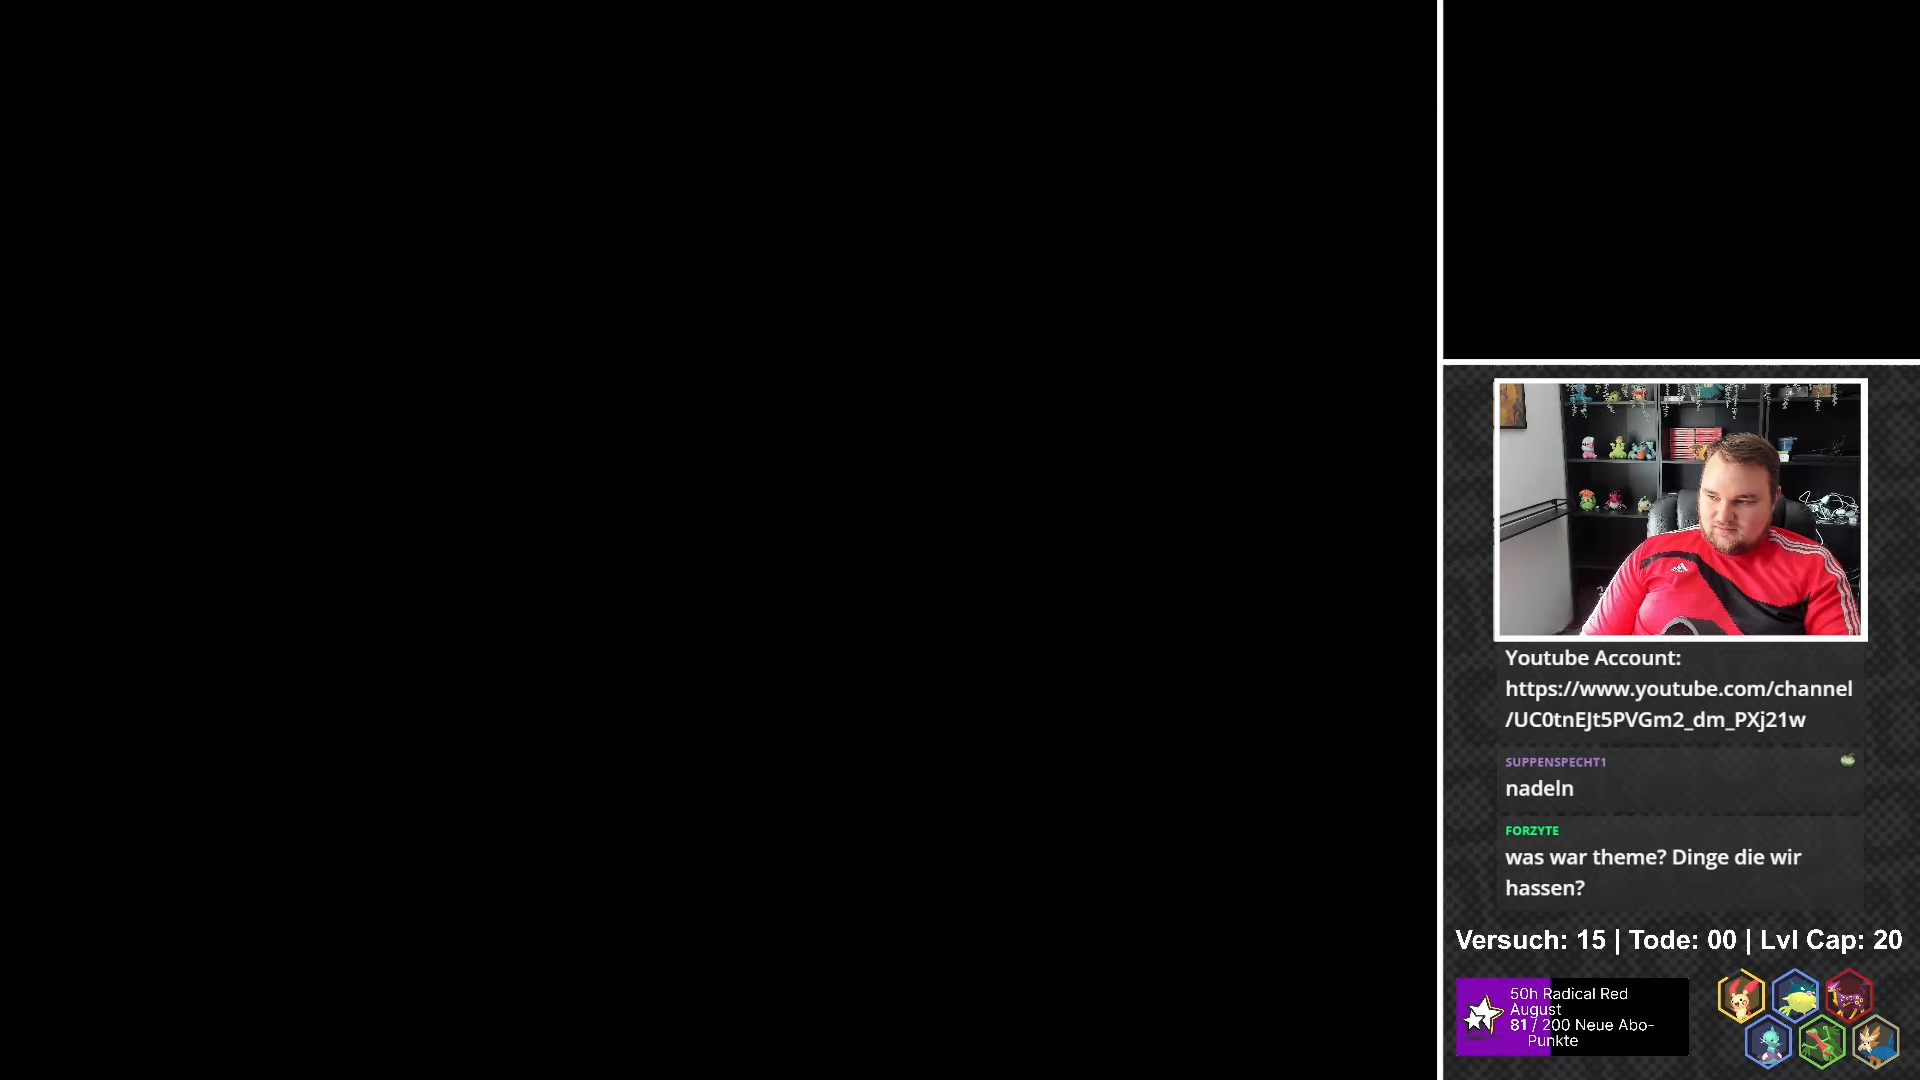 Youtube Account:
https://www.youtube.com/channel
/UC0tnEJt5PVGm2_dm_PXj21w
SUPPENSPECHT1
nadeln
FORZYTE
was war theme? Dinge die wir
hassen?
Versuch: 15 | Tode: 00 | Lvl Cap: 20
50h Radical Red
August
81 / 200 Neue Abo-
Punkte